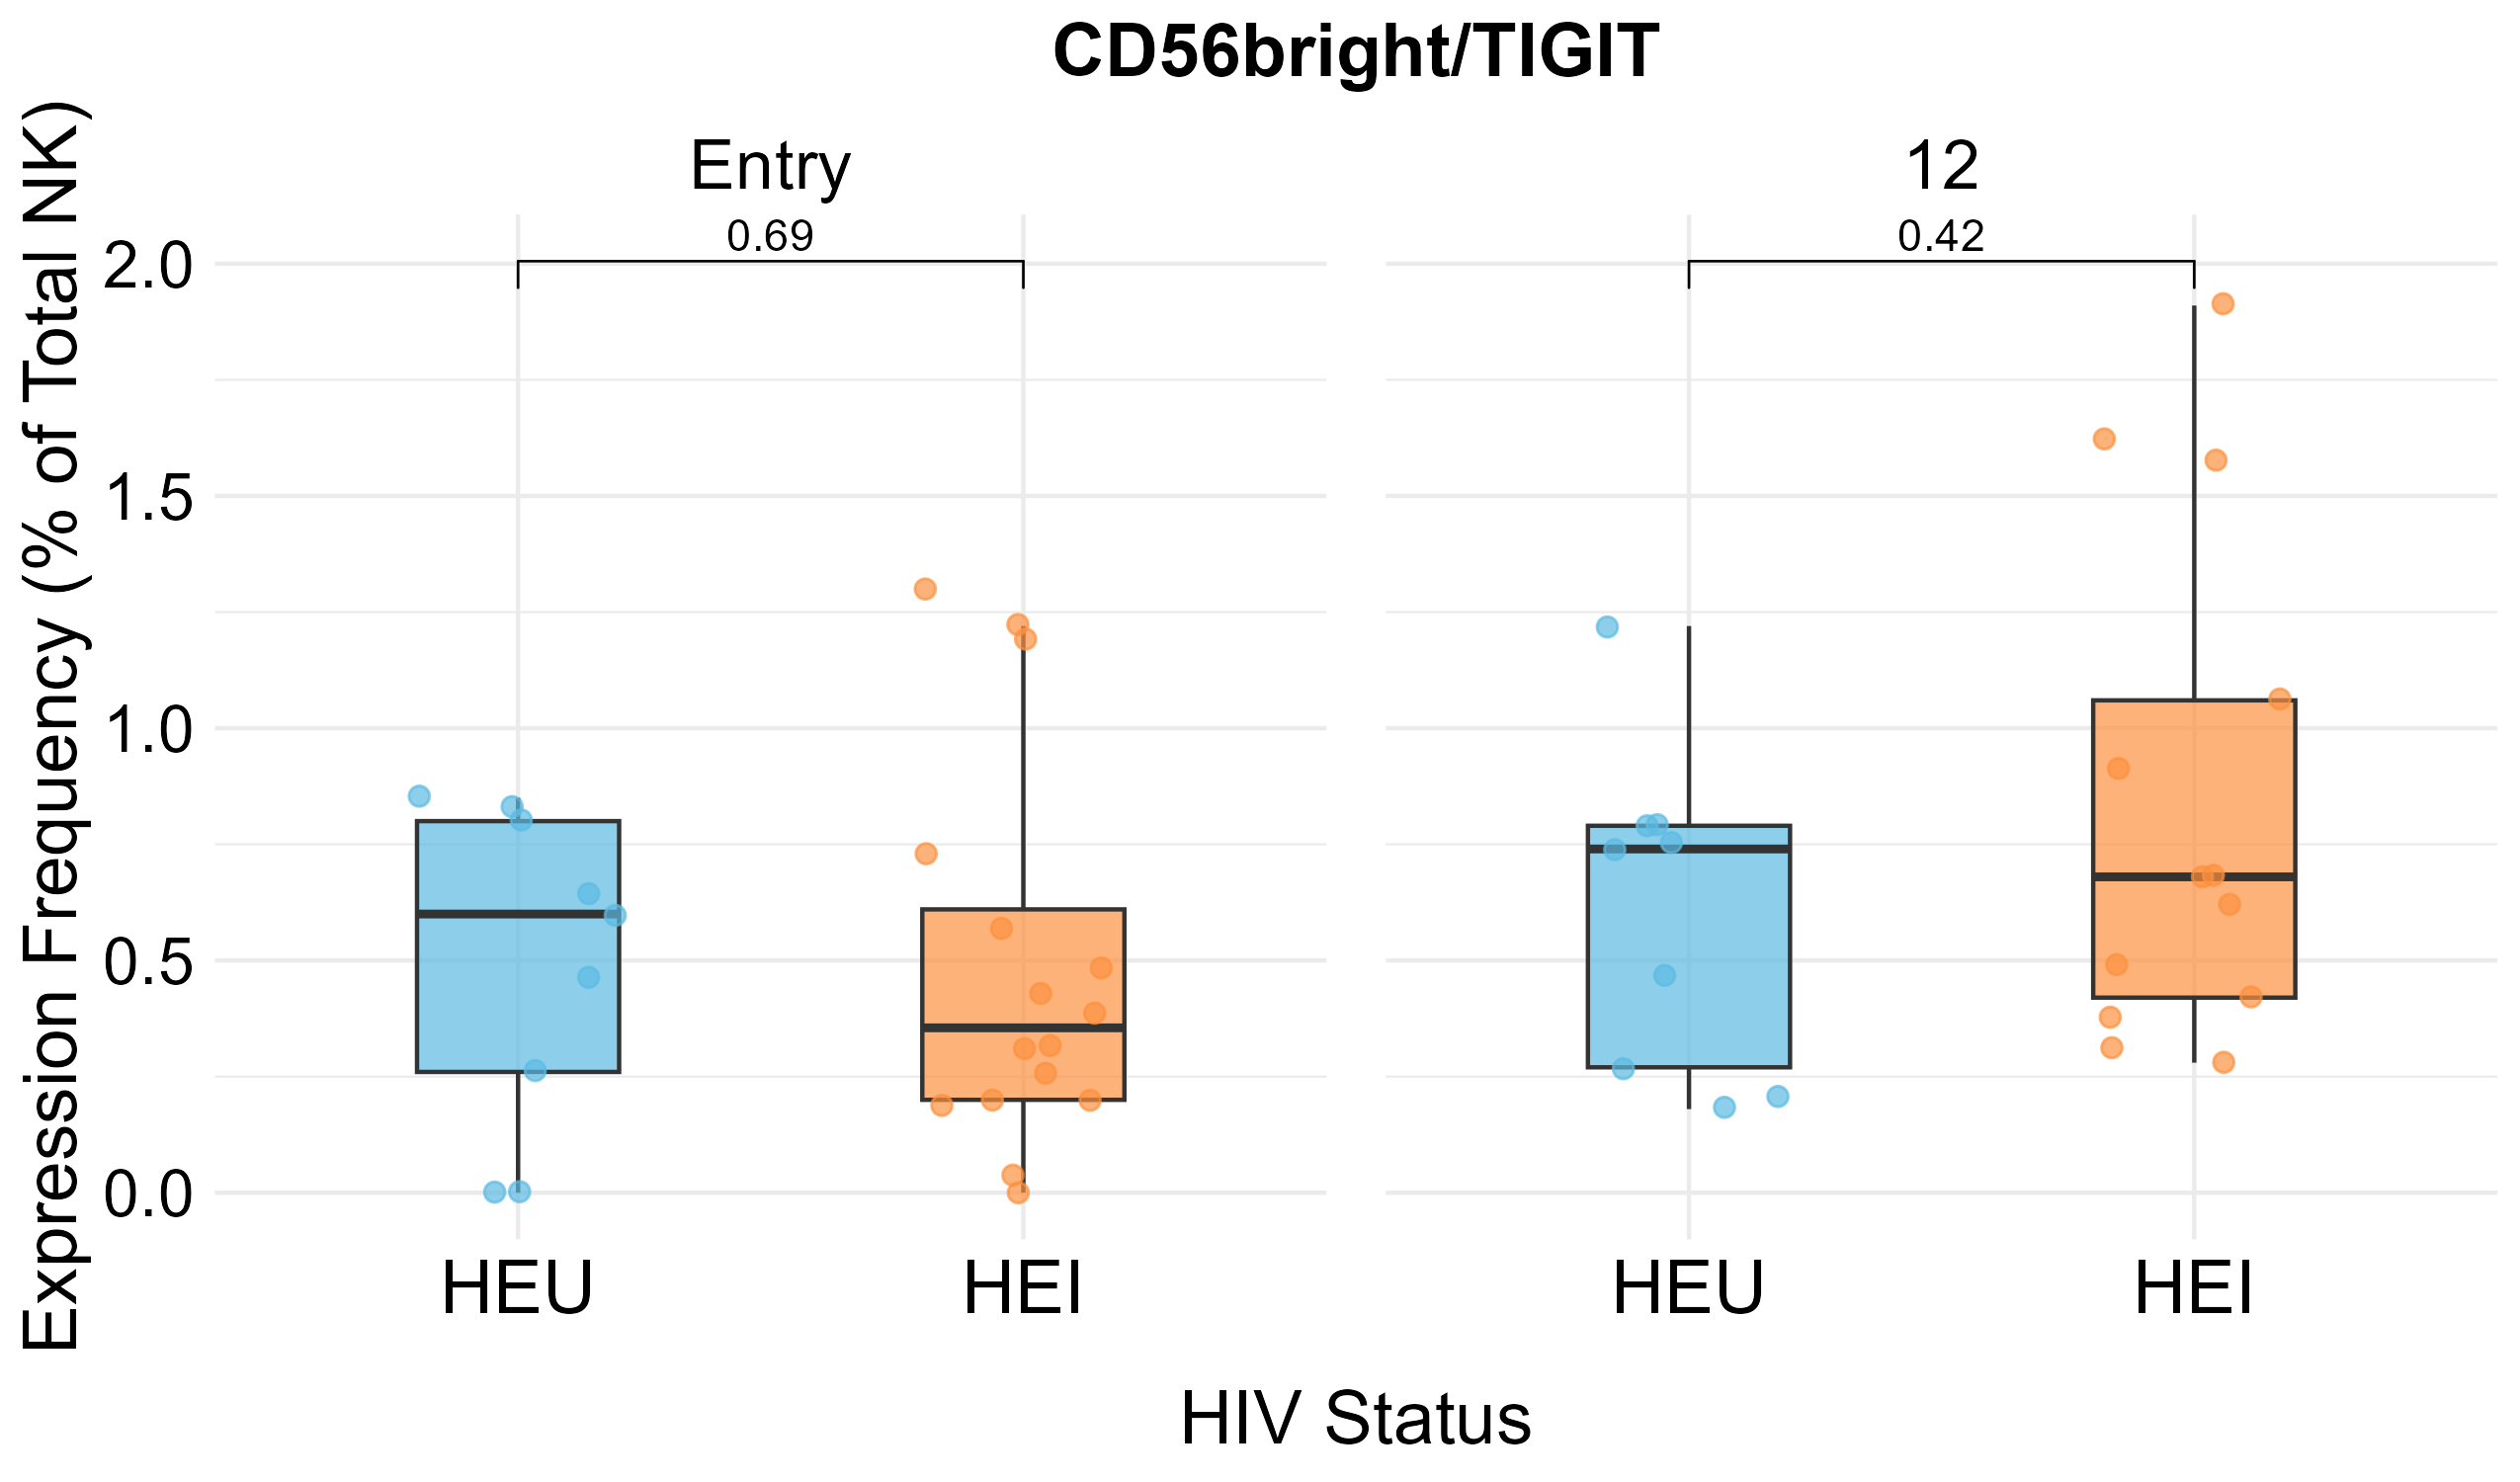 CD56bright/TIGIT
Entry
12
0.69
0.42
Expression Frequency (% of Total NK)
2.0
1.5
1.0
0.5
0.0
HEU
HEI
HEU
HEI
HIV Status